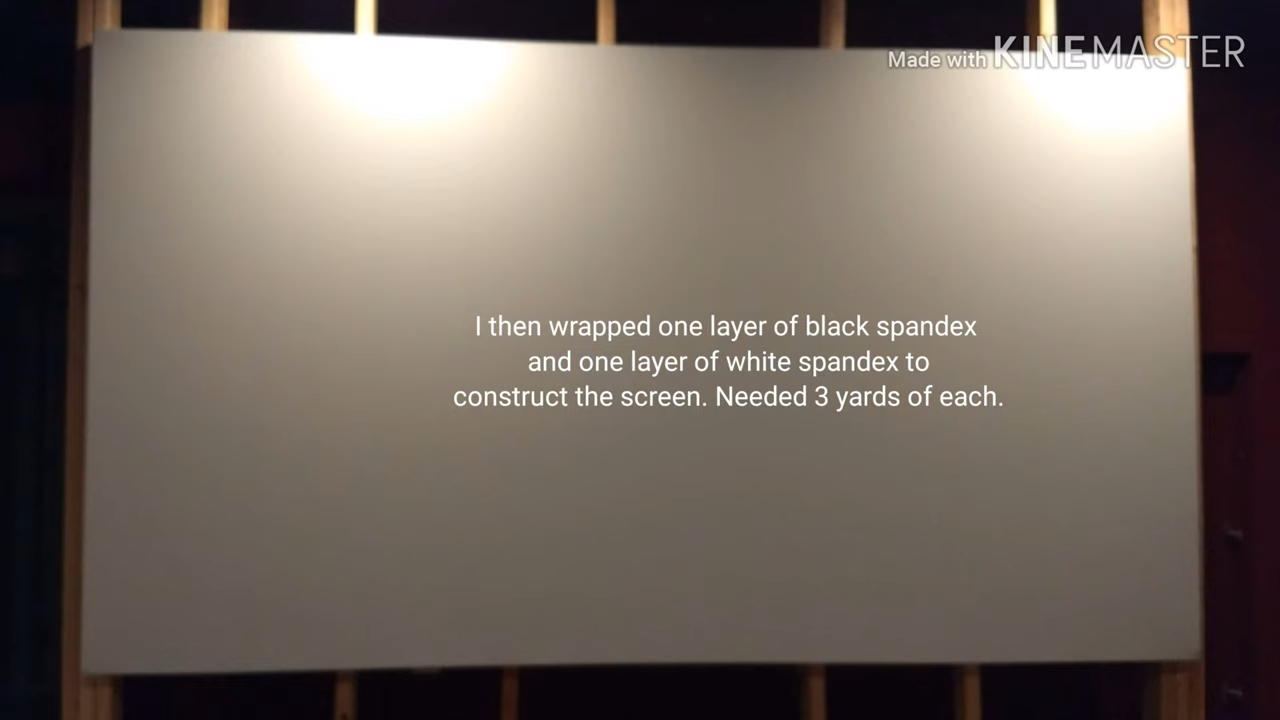 Made with KINEMASTER
I then wrapped one layer of black spandex
and one layer of white spandex to
construct the screen. Needed 3 yards of each.